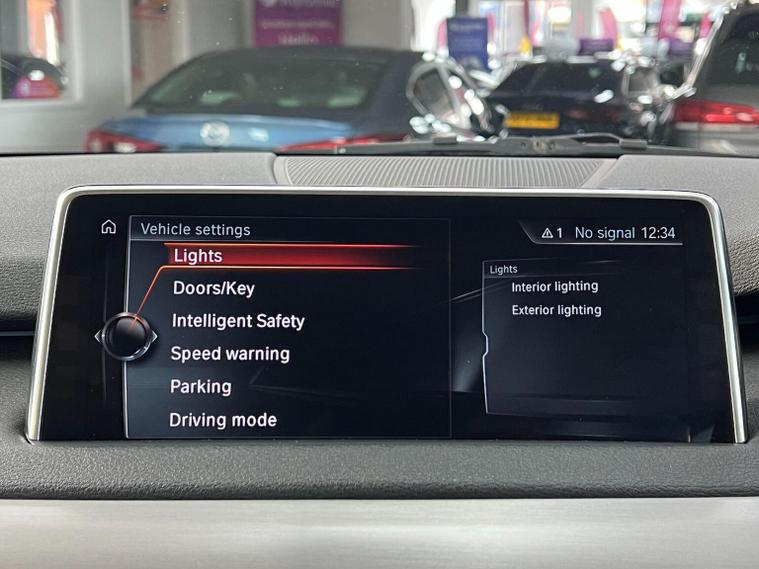 Vehicle settings
1 No signal 12:34
Lights
Doors/Key
Intelligent Safety
Speed warning
Parking
Driving mode
Lights
Interior lighting
Exterior lighting